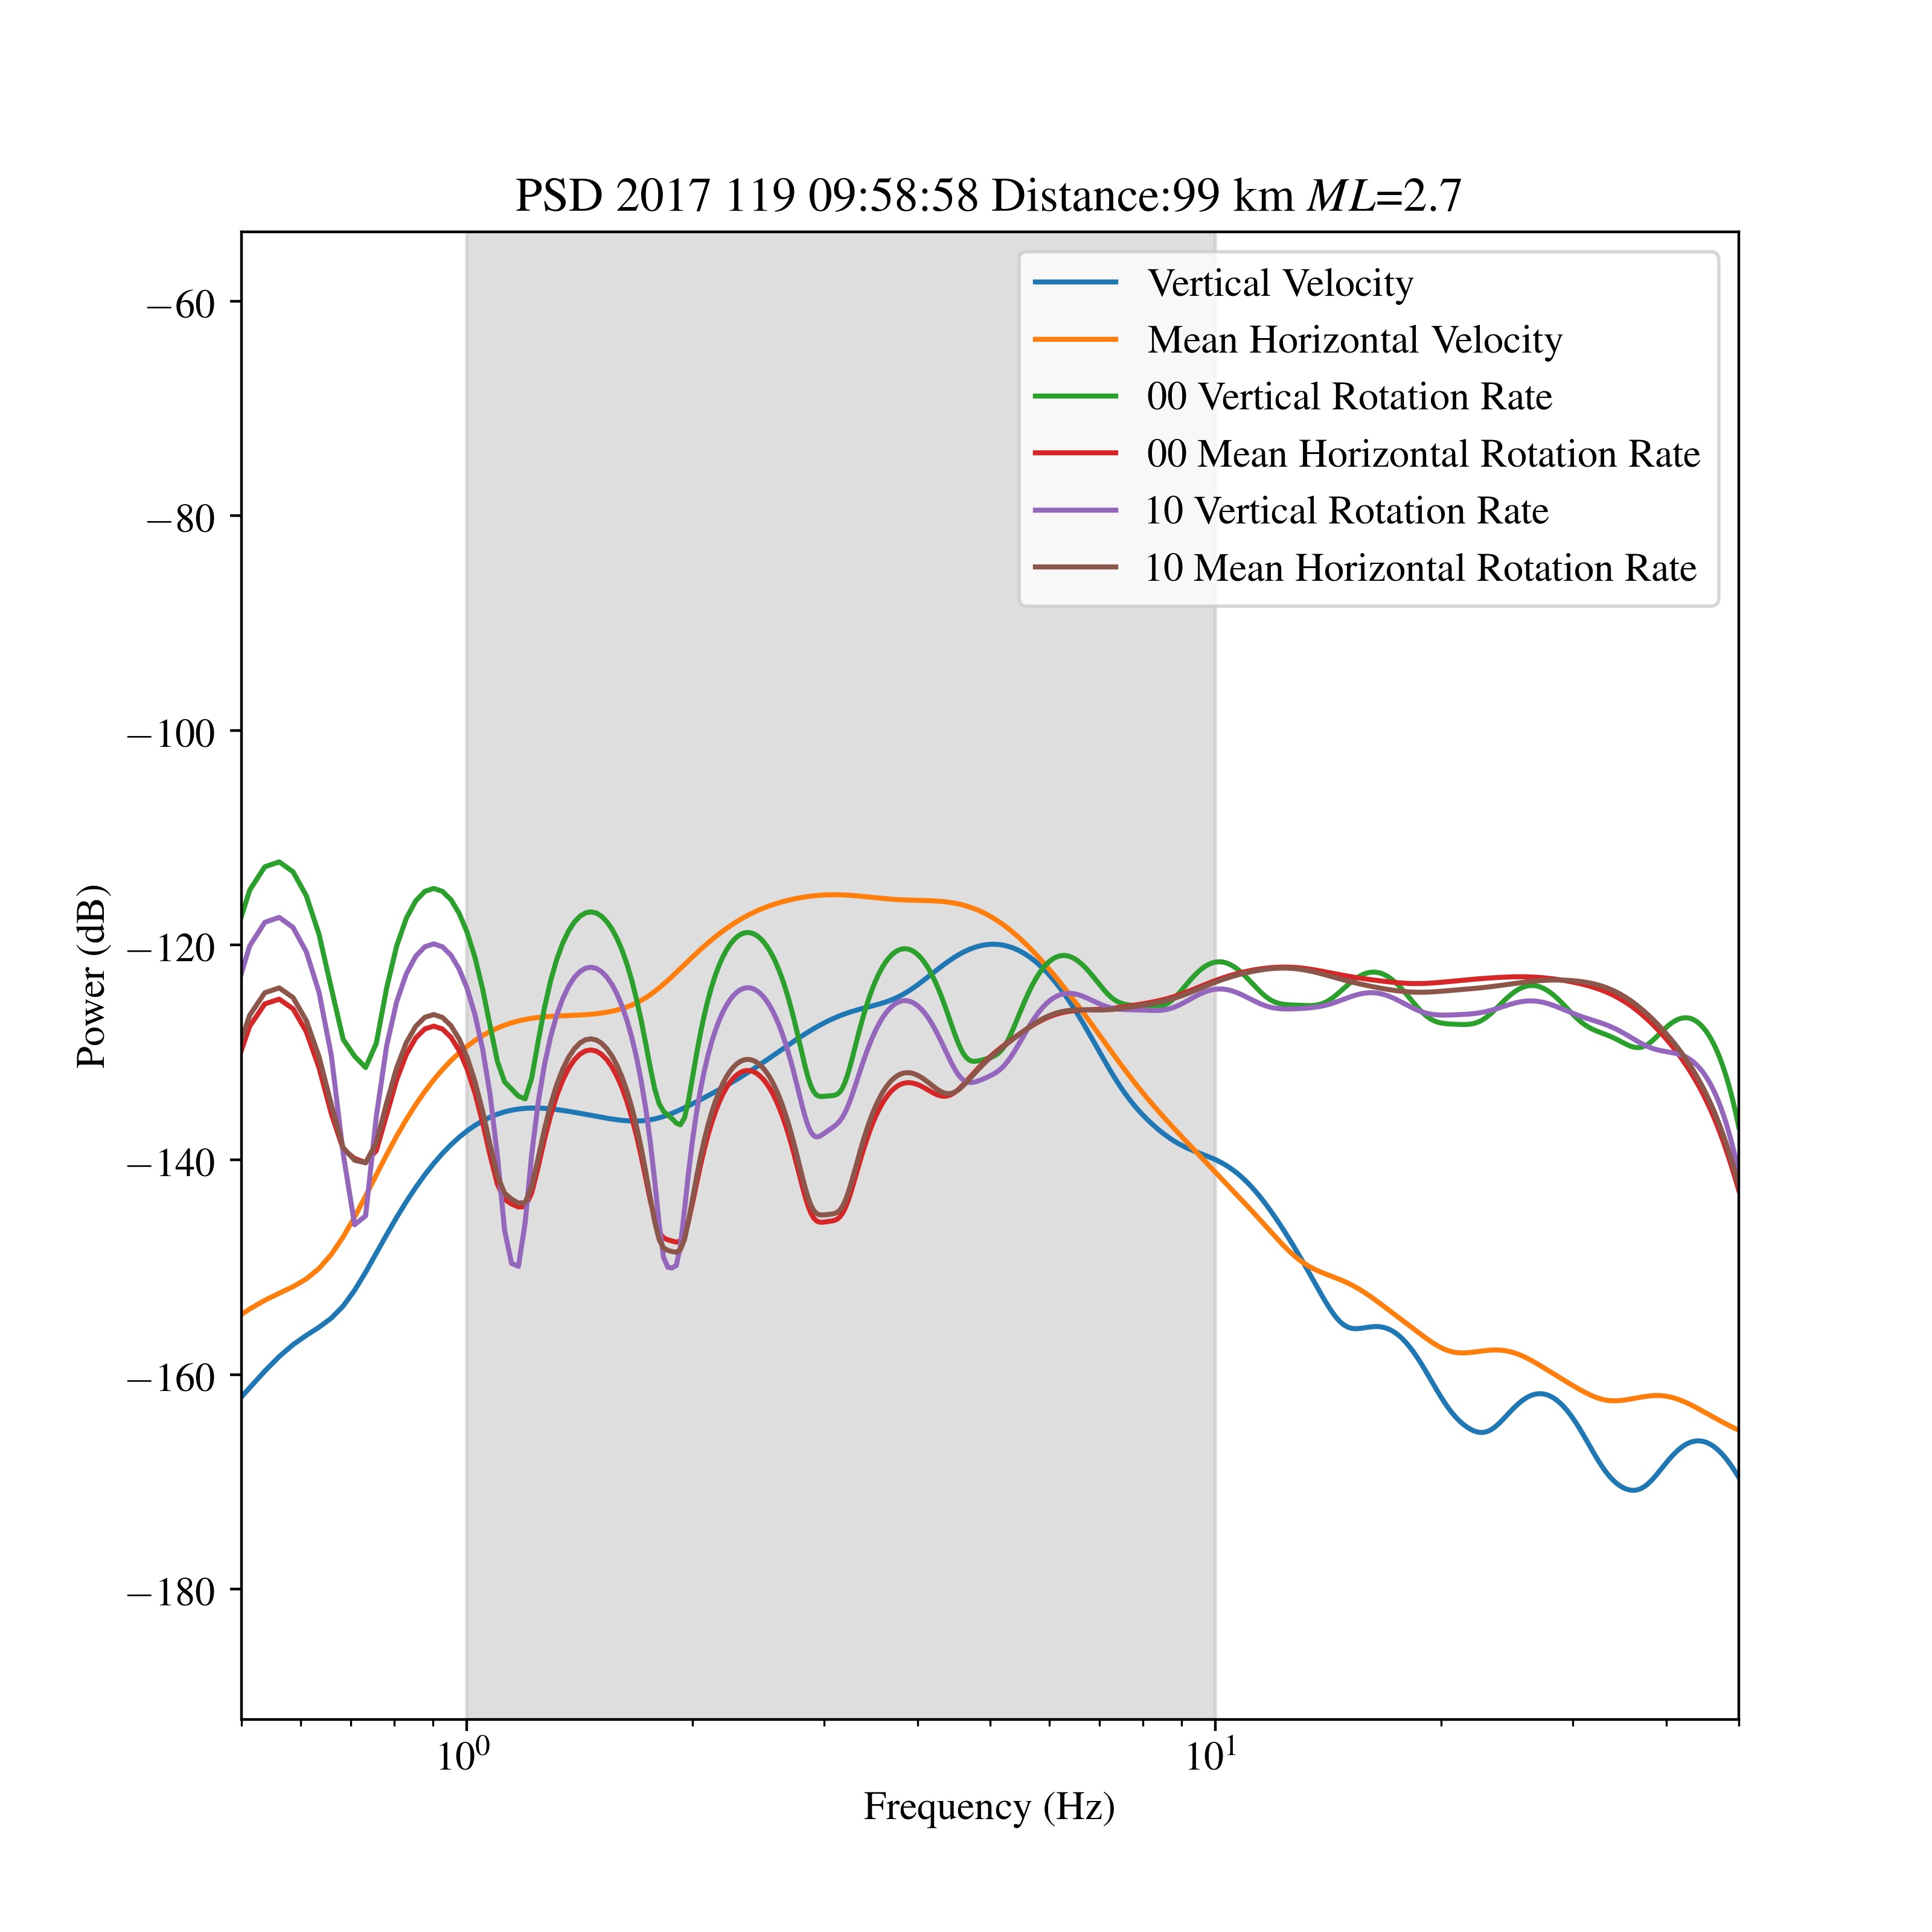 PSD 2017 119 09:58:58 Distance:99 km ML=2.7
Vertical Velocity
Mean Horizontal Velocity
00 Vertical Rotation Rate
00 Mean Horizontal Rotation Rate
10 Vertical Rotation Rate
10 Mean Horizontal Rotation Rate
−60
−80
−100
−120
−140
−160
−180
Power (dB)
10⁰ 10¹
Frequency (Hz)